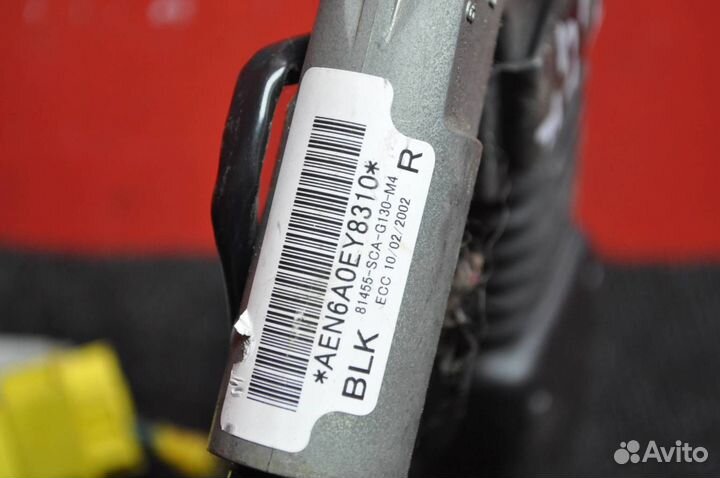 *AEN6A0EY8310*
81455-SCA-G130-M4
ECC 10/02/2002
BLK
R
Avito